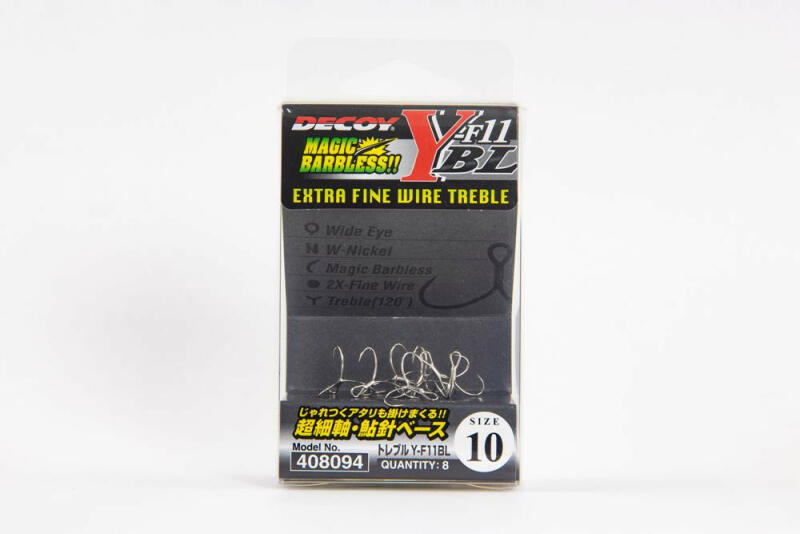 DECOY®
Y-F11
BL
MAGIC
BARBLESS!!
EXTRA FINE WIRE TREBLE
Wide Eye
W-Nickel
Magic Barbless
2X-Fine Wire
Treble(120°)
じゃれつくアタリも掛けまくる!!
超細軸・鮎針ベース
SIZE
10
Model No.
408094
トレブル Y-F11BL
QUANTITY: 8